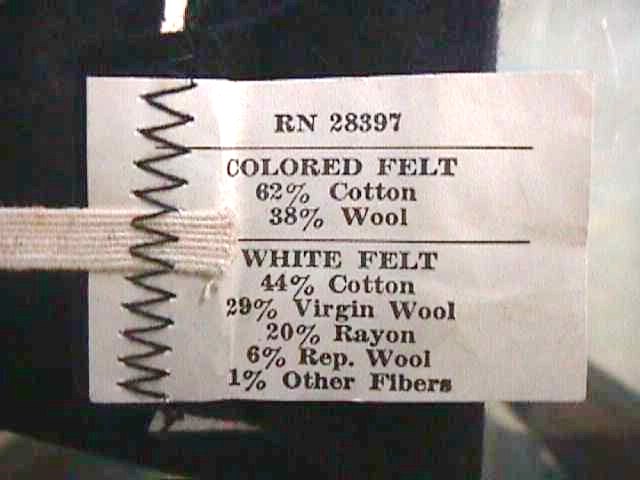 RN 28397
COLORED FELT
62% Cotton
38% Wool
WHITE FELT
44% Cotton
29% Virgin Wool
20% Rayon
6% Rep. Wool
1% Other Fibers